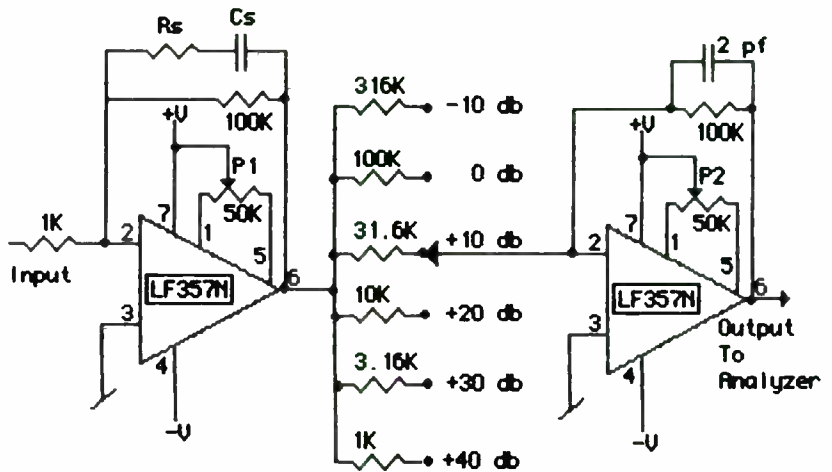 Rs
Cs
100K
+V
P1
50K
1K
Input
2
7
1
5
6
LF357N
3
4
-V
316K
-10 db
100K
0 db
31.6K
+10 db
10K
+20 db
3.16K
+30 db
1K
+40 db
2 pf
100K
+V
P2
50K
2
7
1
5
6
LF357N
3
4
-V
Output
To
Analyzer